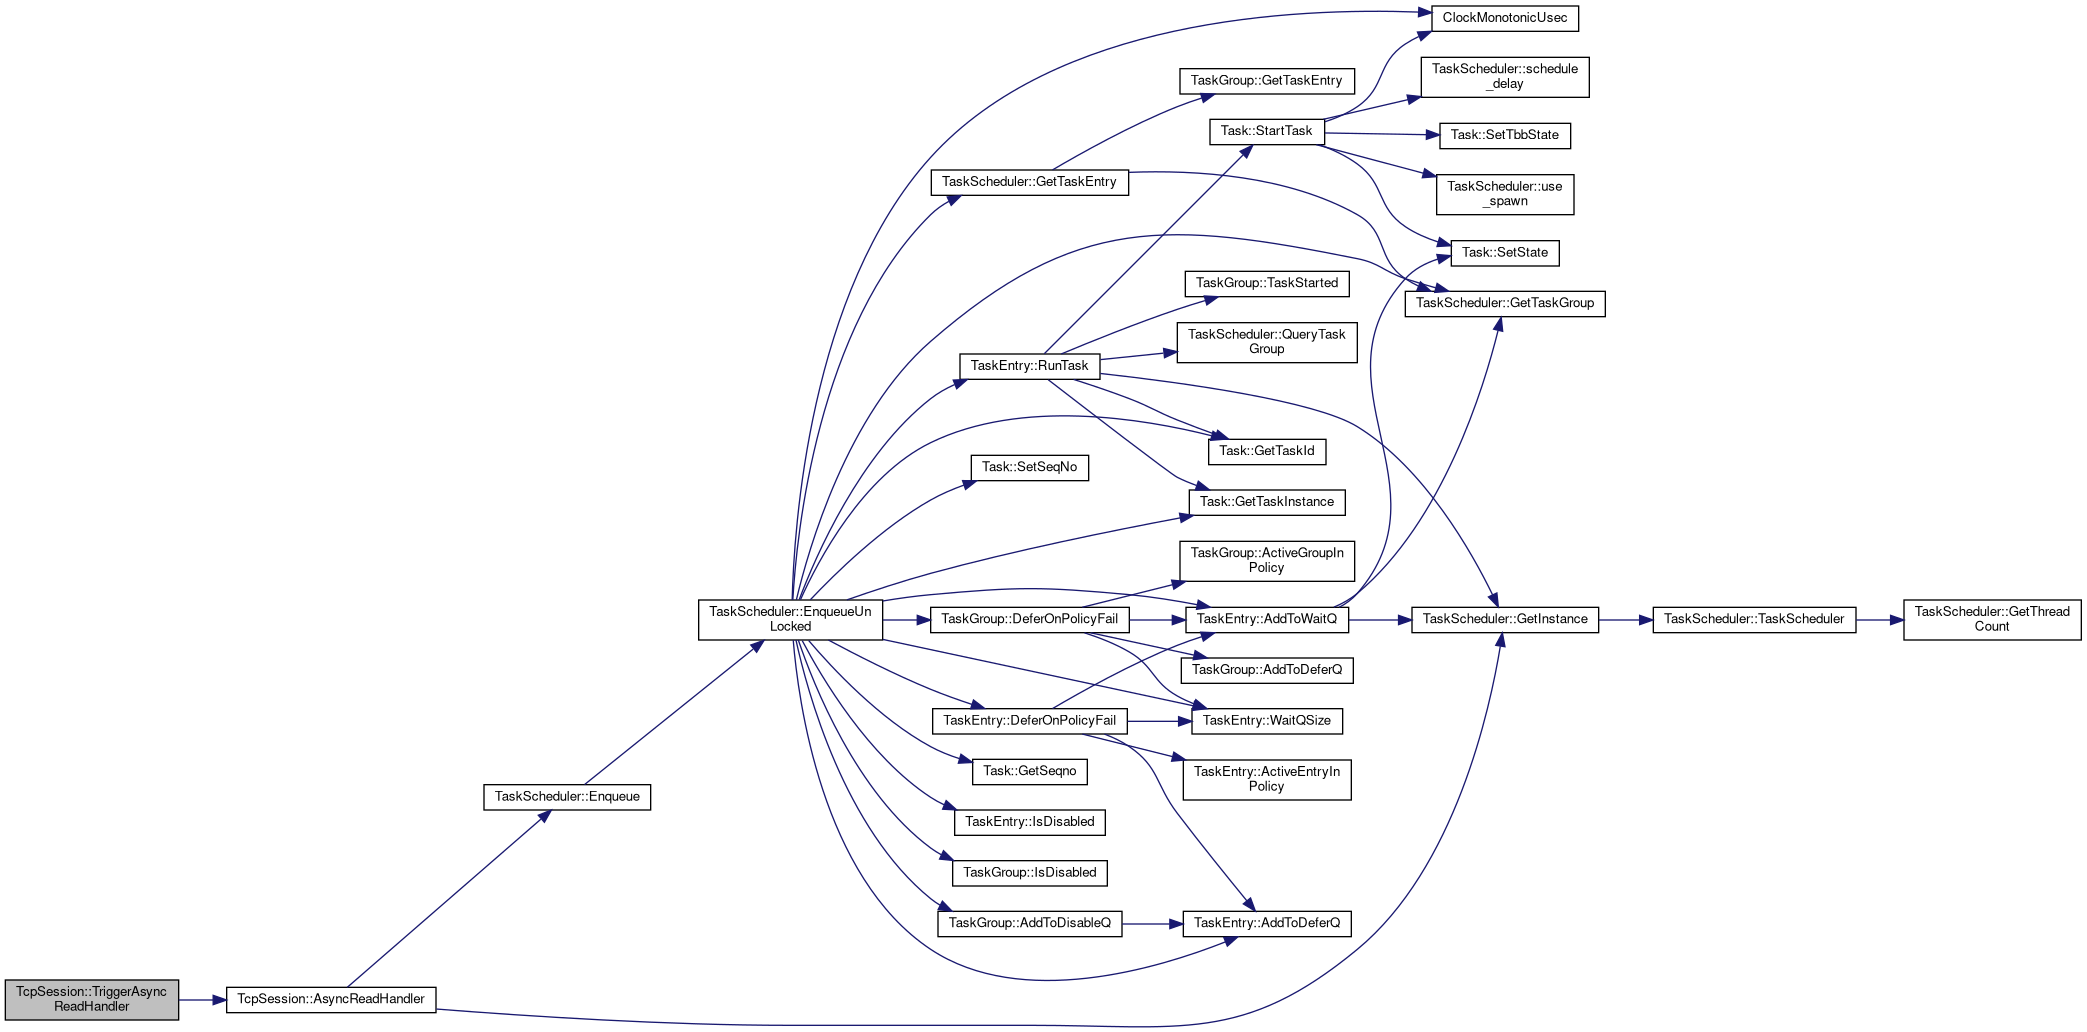 ClockMonotonicUsec
TaskScheduler::schedule
_delay
TaskGroup::GetTaskEntry
Task::StartTask
Task::SetTbbState
TaskScheduler::GetTaskEntry
TaskScheduler::use
_spawn
Task::SetState
TaskGroup::TaskStarted
TaskScheduler::GetTaskGroup
TaskScheduler::QueryTask
Group
TaskEntry::RunTask
Task::GetTaskId
Task::SetSeqNo
Task::GetTaskInstance
TaskGroup::ActiveGroupIn
Policy
TaskScheduler::EnqueueUn
Locked
TaskGroup::DeferOnPolicyFail
TaskEntry::AddToWaitQ
TaskScheduler::GetInstance
TaskScheduler::TaskScheduler
TaskScheduler::GetThread
Count
TaskGroup::AddToDeferQ
TaskEntry::DeferOnPolicyFail
TaskEntry::WaitQSize
Task::GetSeqno
TaskEntry::ActiveEntryIn
Policy
TaskScheduler::Enqueue
TaskEntry::IsDisabled
TaskGroup::IsDisabled
TaskGroup::AddToDisableQ
TaskEntry::AddToDeferQ
TcpSession::TriggerAsync
ReadHandler
TcpSession::AsyncReadHandler